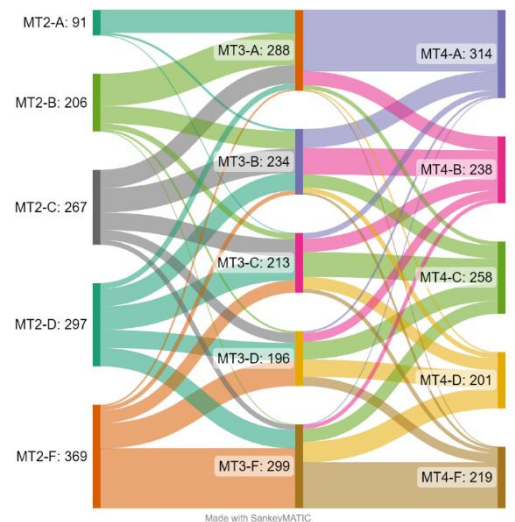 MT2-A: 91
MT2-B: 206
MT2-C: 267
MT2-D: 297
MT2-F: 369
MT3-A: 288
MT3-B: 234
MT3-C: 213
MT3-D: 196
MT3-F: 299
MT4-A: 314
MT4-B: 238
MT4-C: 258
MT4-D: 201
MT4-F: 219
Made with SankeyMATIC